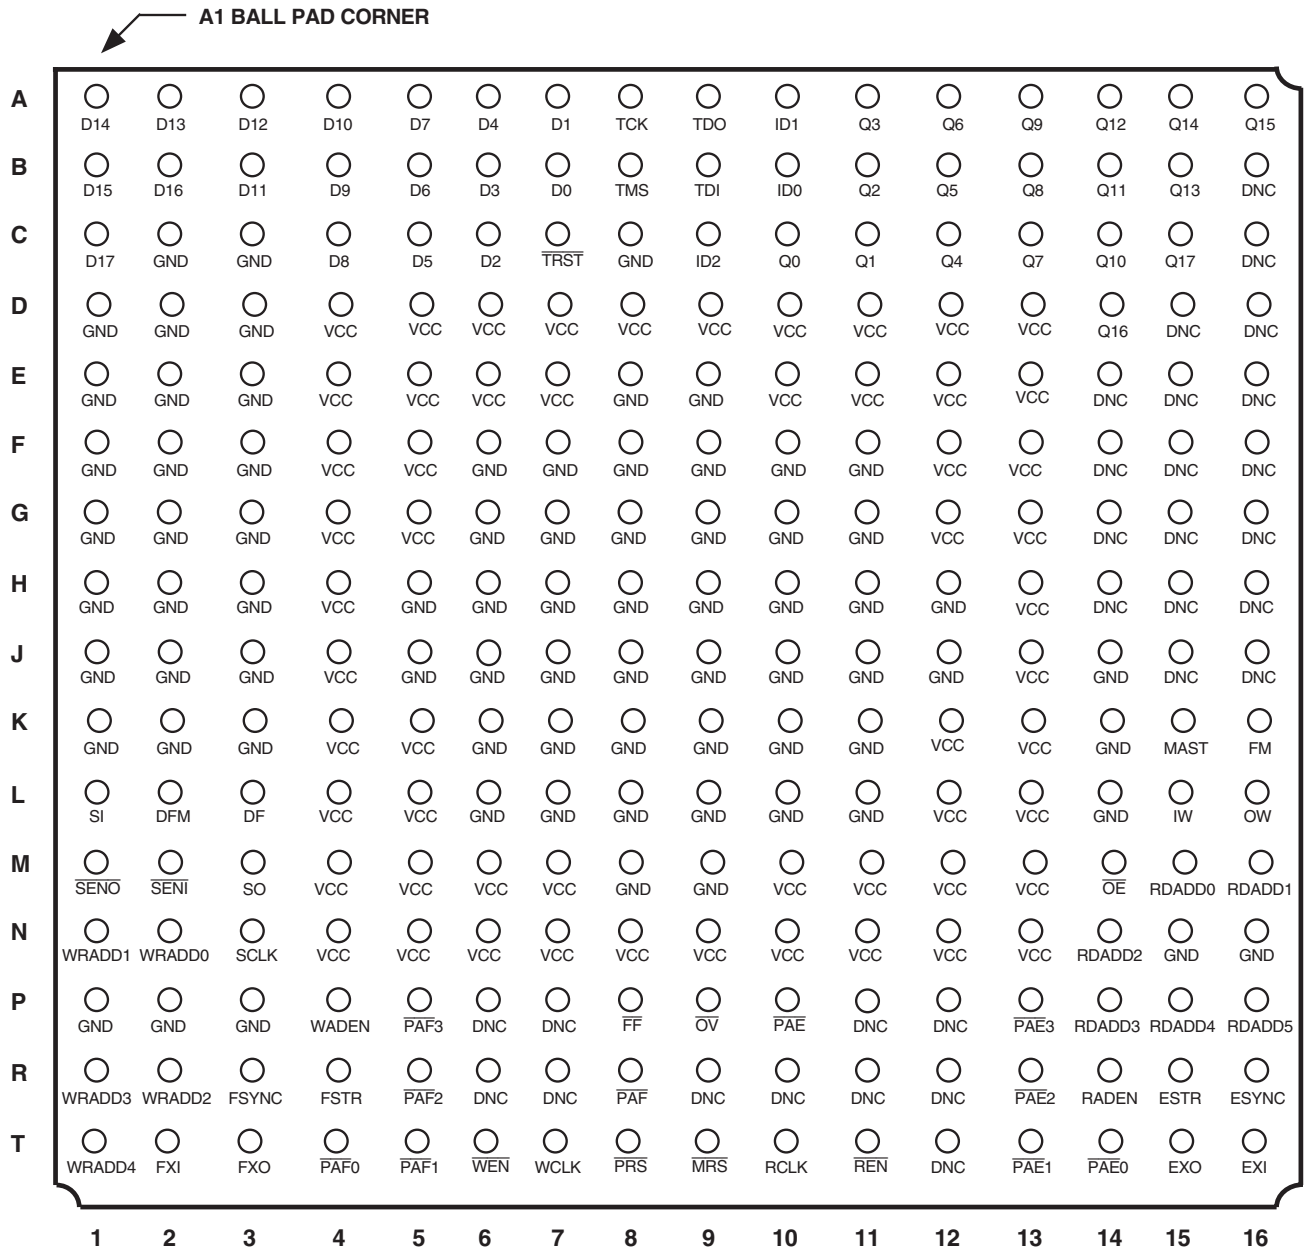 A1 BALL PAD CORNER
A
D14 D13 D12 D10 D7 D4 D1 TCK TDO ID1 Q3 Q6 Q9 Q12 Q14 Q15
B
D15 D16 D11 D9 D6 D3 D0 TMS TDI ID0 Q2 Q5 Q8 Q11 Q13 DNC
C
D17 GND GND D8 D5 D2 TRST GND ID2 Q0 Q1 Q4 Q7 Q10 Q17 DNC
D
GND GND GND VCC VCC VCC VCC VCC VCC VCC VCC VCC VCC Q16 DNC DNC
E
GND GND GND VCC VCC VCC VCC GND GND VCC VCC VCC VCC DNC DNC DNC
F
GND GND GND VCC VCC GND GND GND GND GND GND VCC VCC DNC DNC DNC
G
GND GND GND VCC VCC GND GND GND GND GND GND VCC VCC DNC DNC DNC
H
GND GND GND VCC GND GND GND GND GND GND GND GND VCC DNC DNC DNC
J
GND GND GND VCC GND GND GND GND GND GND GND GND VCC GND DNC DNC
K
GND GND GND VCC VCC GND GND GND GND GND GND VCC VCC GND MAST FM
L
SI DFM DF VCC VCC GND GND GND GND GND GND VCC VCC GND IW OW
M
SENO SENI SO VCC VCC VCC VCC GND GND VCC VCC VCC VCC OE RDADD0 RDADD1
N
WRADD1 WRADD0 SCLK VCC VCC VCC VCC VCC VCC VCC VCC VCC VCC RDADD2 GND GND
P
GND GND GND WADEN PAF3 DNC DNC FF OV PAE DNC DNC PAE3 RDADD3 RDADD4 RDADD5
R
WRADD3 WRADD2 FSYNC FSTR PAF2 DNC DNC PAF DNC DNC DNC DNC PAE2 RADEN ESTR ESYNC
T
WRADD4 FXI FXO PAF0 PAF1 WEN WCLK PRS MRS RCLK REN DNC PAE1 PAE0 EXO EXI
1 2 3 4 5 6 7 8 9 10 11 12 13 14 15 16